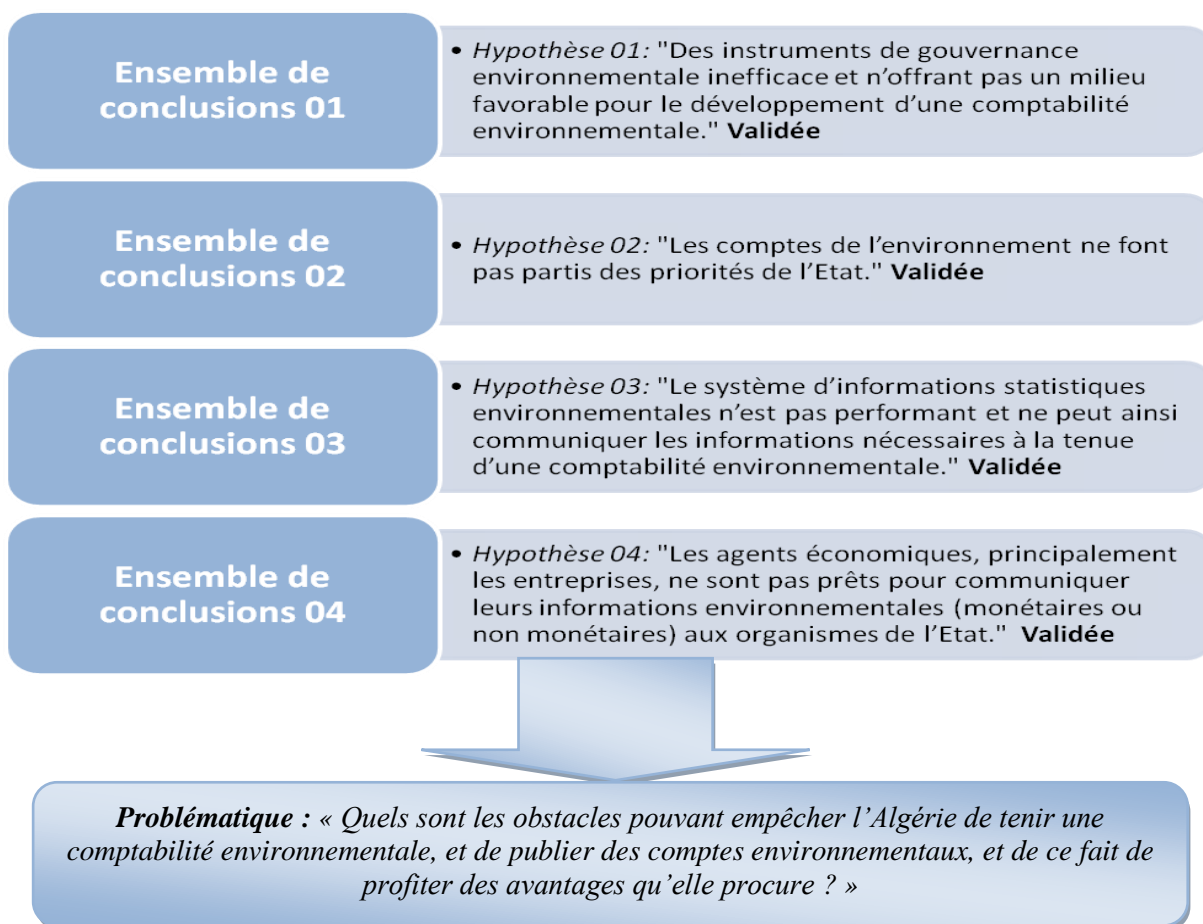 Ensemble de
conclusions 01
• Hypothèse 01: "Des instruments de gouvernance
environnementale inefficace et n’offrant pas un milieu
favorable pour le développement d’une comptabilité
environnementale." Validée
Ensemble de
conclusions 02
• Hypothèse 02: "Les comptes de l’environnement ne font
pas partis des priorités de l’Etat." Validée
Ensemble de
conclusions 03
• Hypothèse 03: "Le système d’informations statistiques
environnementales n’est pas performant et ne peut ainsi
communiquer les informations nécessaires à la tenue
d’une comptabilité environnementale." Validée
Ensemble de
conclusions 04
• Hypothèse 04: "Les agents économiques, principalement
les entreprises, ne sont pas prêts pour communiquer
leurs informations environnementales (monétaires ou
non monétaires) aux organismes de l’Etat." Validée
Problématique : « Quels sont les obstacles pouvant empêcher l’Algérie de tenir une
comptabilité environnementale, et de publier des comptes environnementaux, et de ce fait de
profiter des avantages qu’elle procure ? »